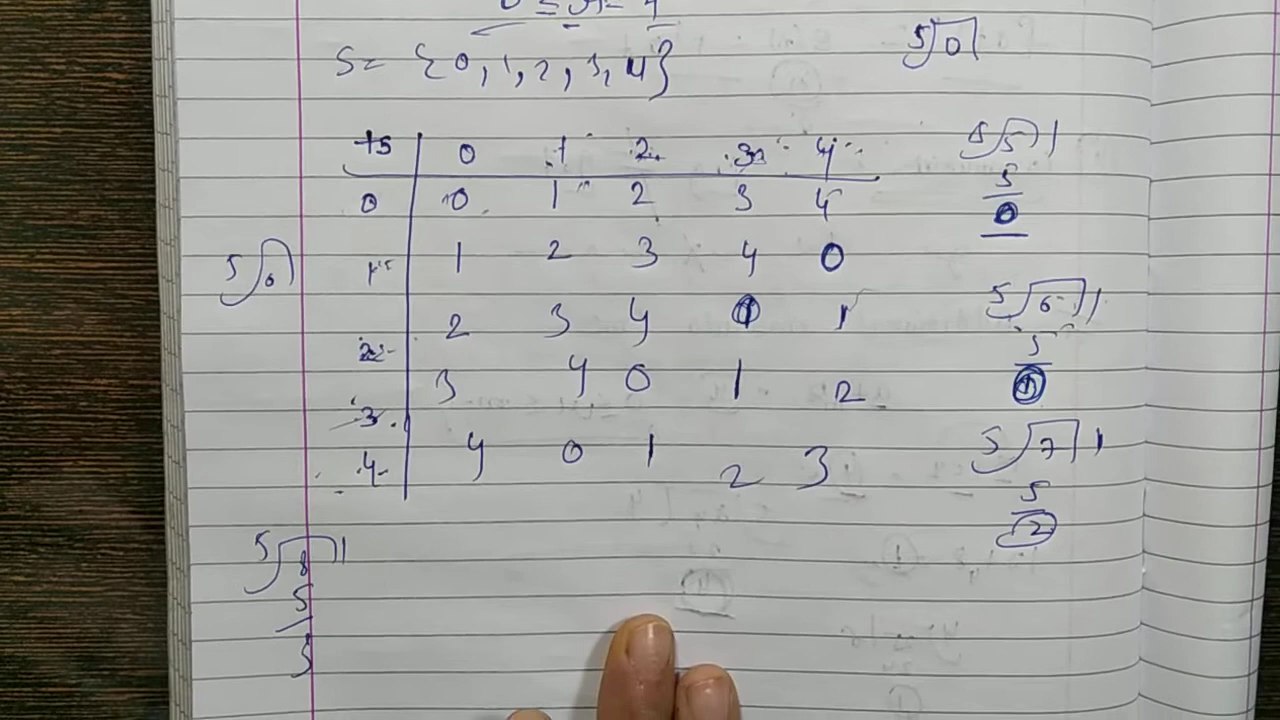 S = {0, 1, 2, 3, 4}
5 0
+5 0 1 2 3 4
0 0 1 2 3 4
1 1 2 3 4 0
2 2 3 4 0 1
3 3 4 0 1 2
4 4 0 1 2 3
5 5 1
5
0
5 6
5 6 1
5
1
5 7 1
5
2
5 8 1
5
3